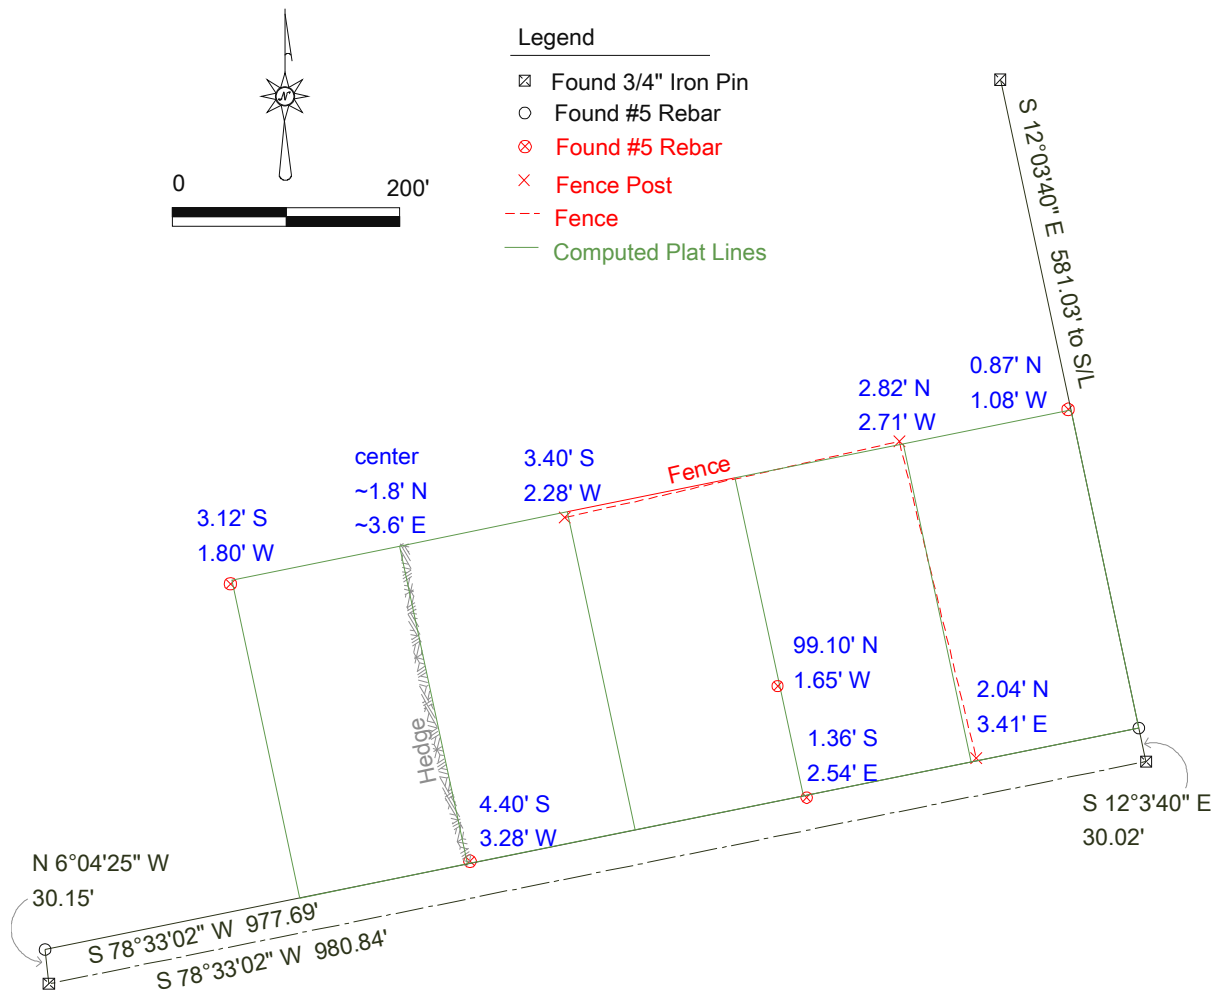 N
0 200'
Legend
Found 3/4" Iron Pin
Found #5 Rebar
Found #5 Rebar
Fence Post
Fence
Computed Plat Lines
S 12°03'40" E 581.03' to S/L
0.87' N
1.08' W
2.82' N
2.71' W
Fence
3.40' S
2.28' W
center
~1.8' N
~3.6' E
3.12' S
1.80' W
99.10' N
1.65' W
2.04' N
3.41' E
1.36' S
2.54' E
Hedge
4.40' S
3.28' W
S 12°3'40" E
30.02'
N 6°04'25" W
30.15'
S 78°33'02" W 977.69'
S 78°33'02" W 980.84'